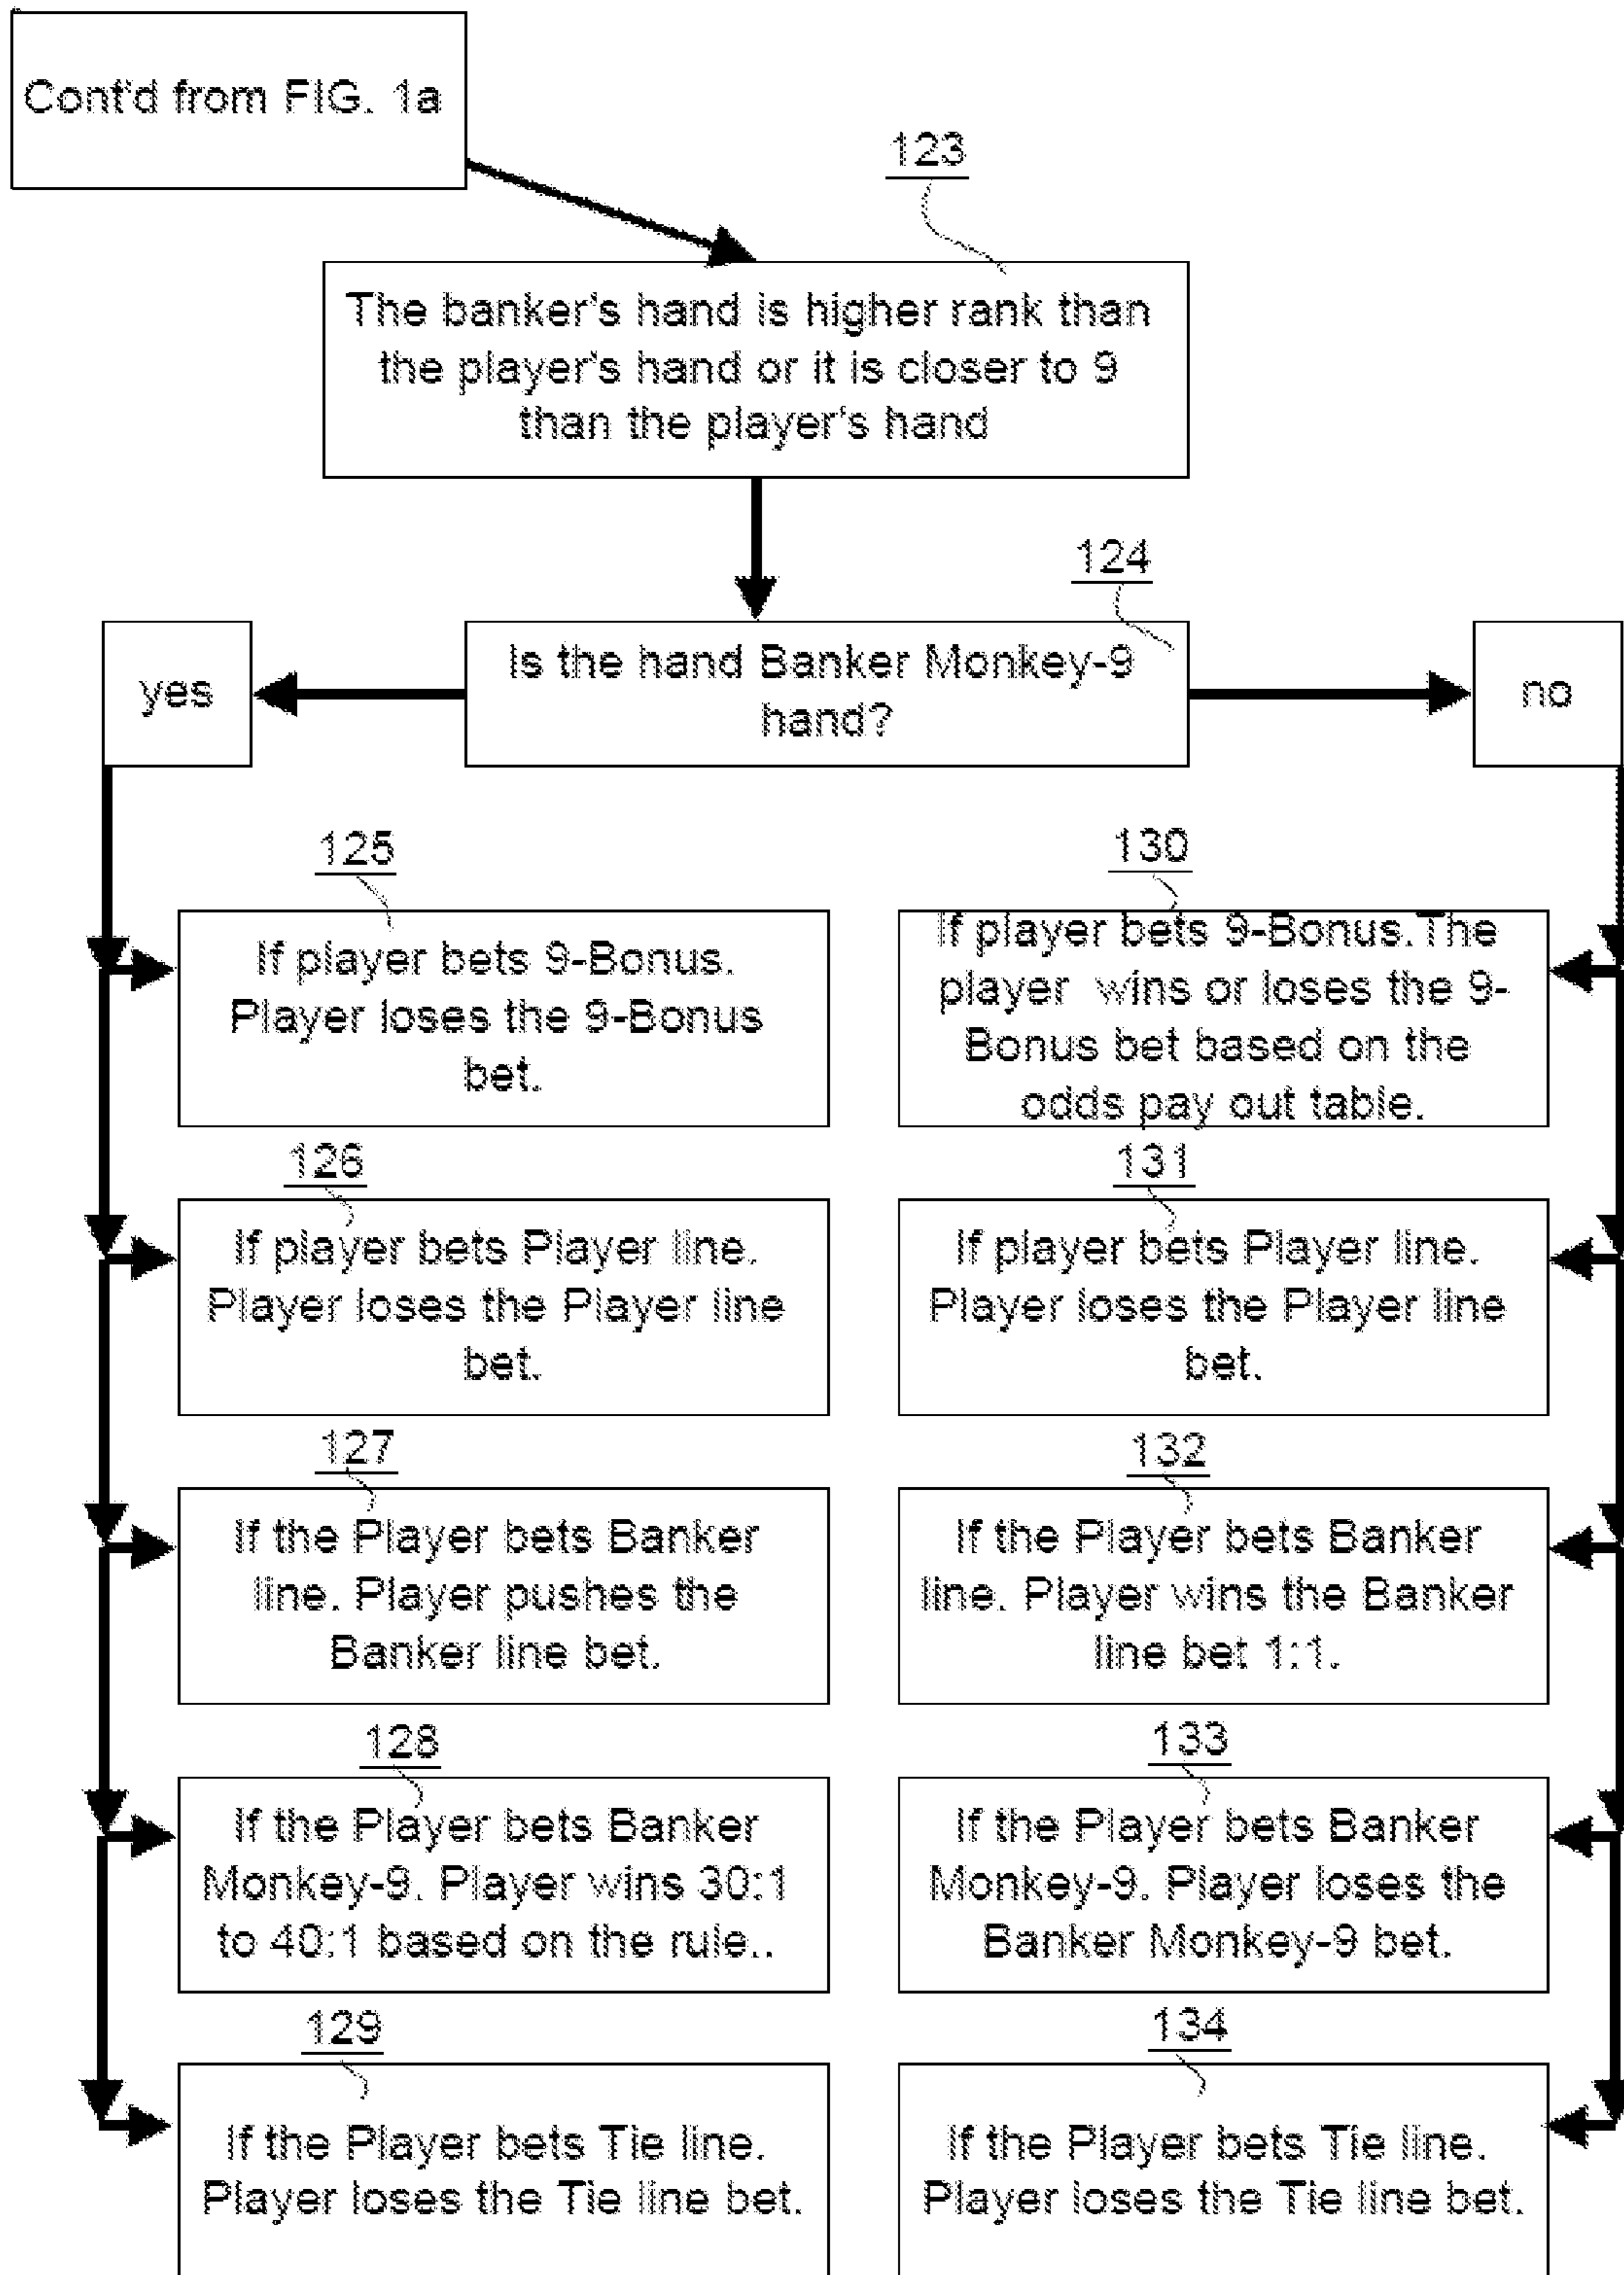 Cont'd from FIG. 1a
123
The banker's hand is higher rank than
the player's hand or it is closer to 9
than the player's hand
124
yes
Is the hand Banker Monkey-9
hand?
no
125
If player bets 9-Bonus.
Player loses the 9-Bonus
bet.
130
If player bets 9-Bonus.The
player wins or loses the 9-
Bonus bet based on the
odds pay out table.
126
If player bets Player line.
Player loses the Player line
bet.
131
If player bets Player line.
Player loses the Player line
bet.
127
If the Player bets Banker
line. Player pushes the
Banker line bet.
132
If the Player bets Banker
line. Player wins the Banker
line bet 1:1.
128
If the Player bets Banker
Monkey-9. Player wins 30:1
to 40:1 based on the rule..
133
If the Player bets Banker
Monkey-9. Player loses the
Banker Monkey-9 bet.
129
If the Player bets Tie line.
Player loses the Tie line bet.
134
If the Player bets Tie line.
Player loses the Tie line bet.